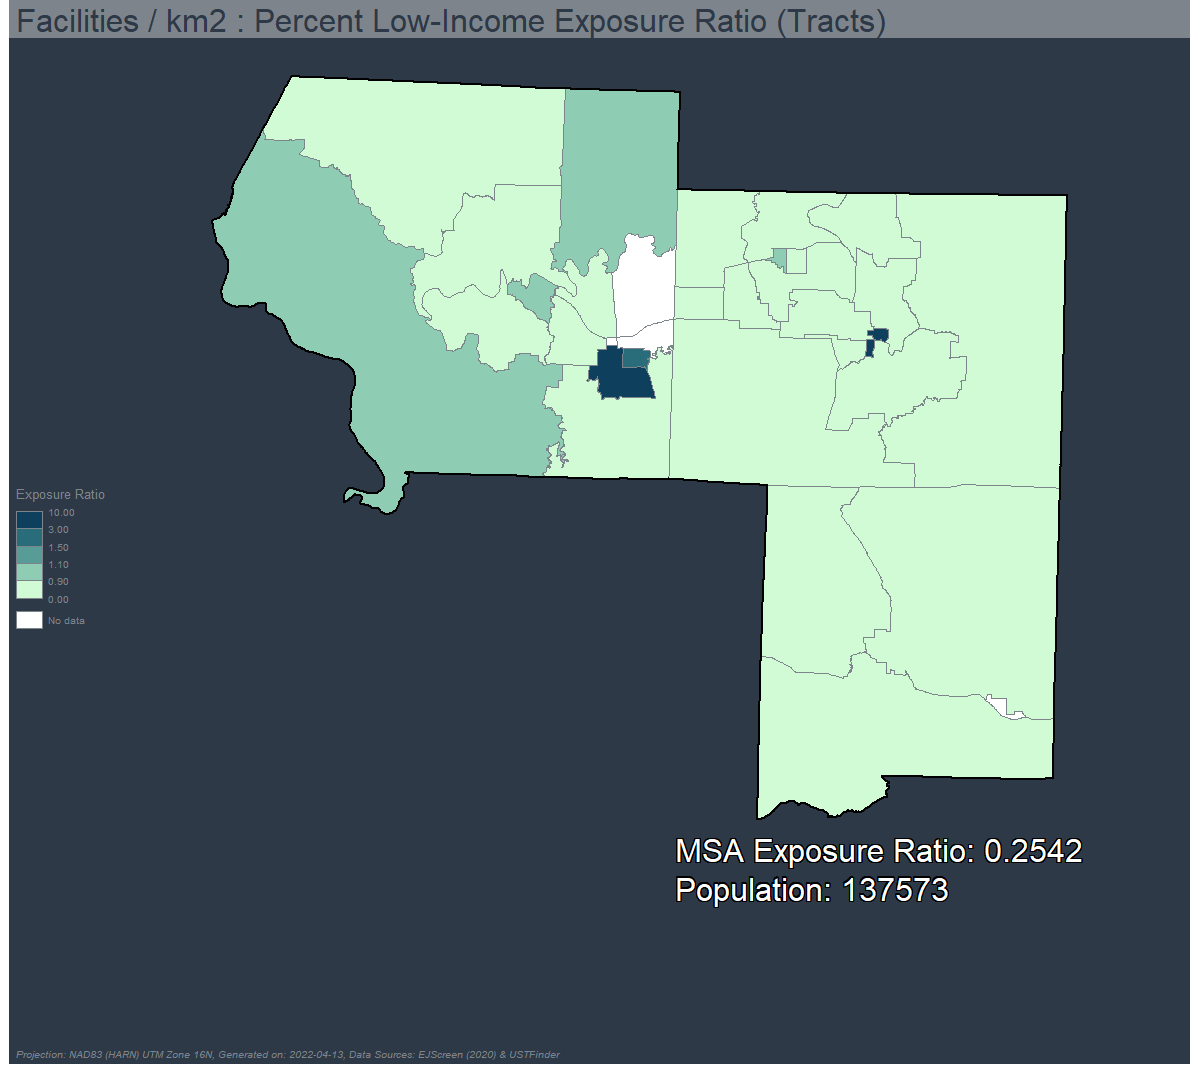 Facilities / km2 : Percent Low-Income Exposure Ratio (Tracts)
Exposure Ratio
10.00
3.00
1.50
1.10
0.90
0.00
No data
MSA Exposure Ratio: 0.2542
Population: 137573
Projection: NAD83 (HARN) UTM Zone 16N, Generated on: 2022-04-13, Data Sources: EJScreen (2020) & USTFinder